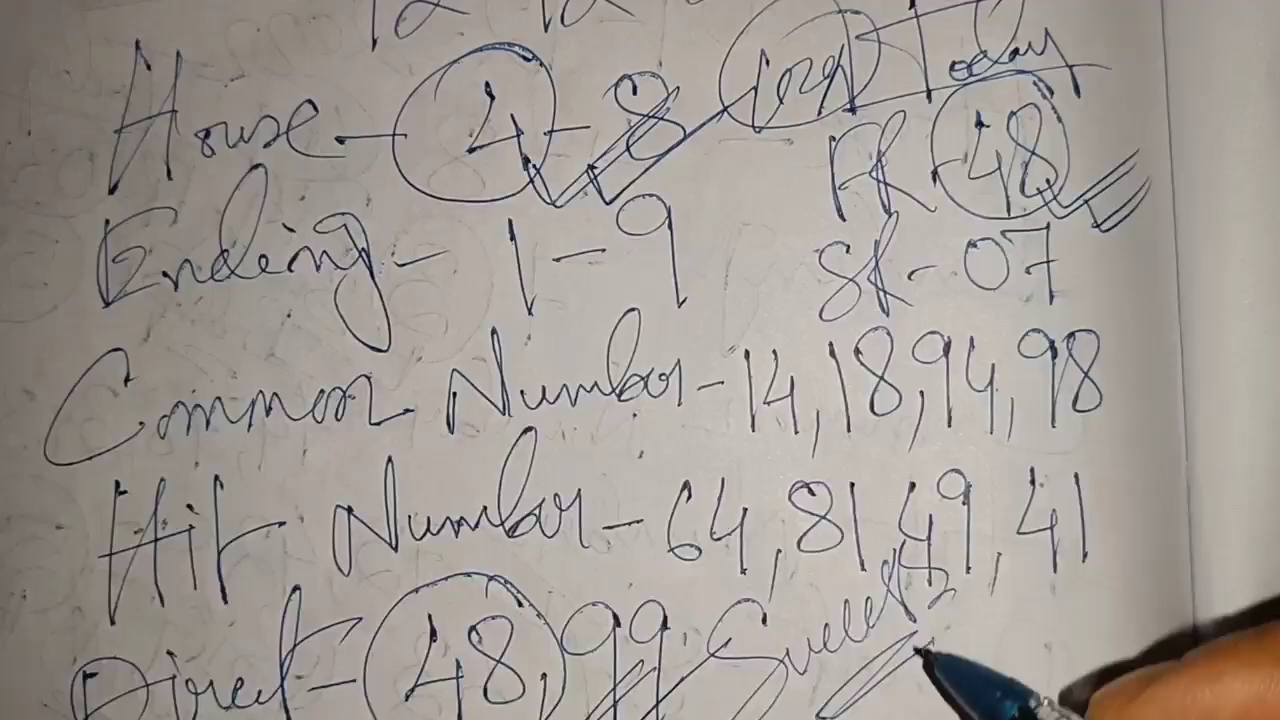 House - 4 - 8 Today
FR - 48
Ending - 1 - 9
SR - 07
Common Number - 14, 18, 94, 98
Hit Number - 64, 81, 49, 41
Direct - 48, 99.